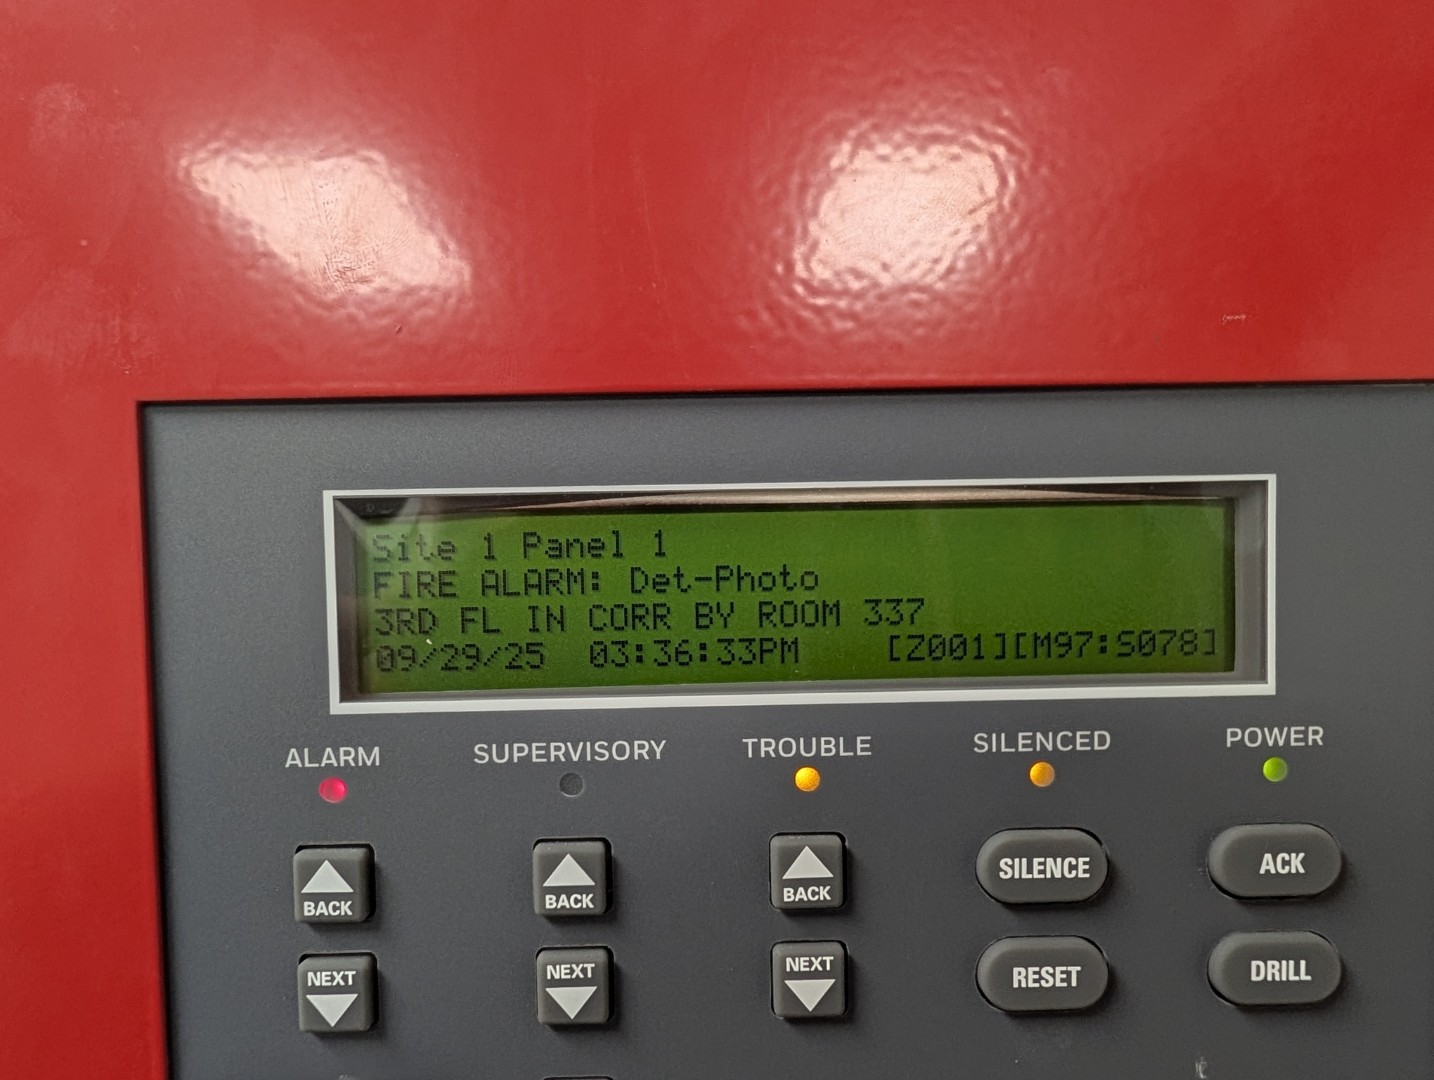 Site 1 Panel 1
FIRE ALARM: Det-Photo
3RD FL IN CORR BY ROOM 337
09/29/25 03:36:33PM [Z001][M97:S078]
ALARM SUPERVISORY TROUBLE SILENCED POWER
BACK BACK BACK SILENCE ACK
NEXT NEXT NEXT RESET DRILL